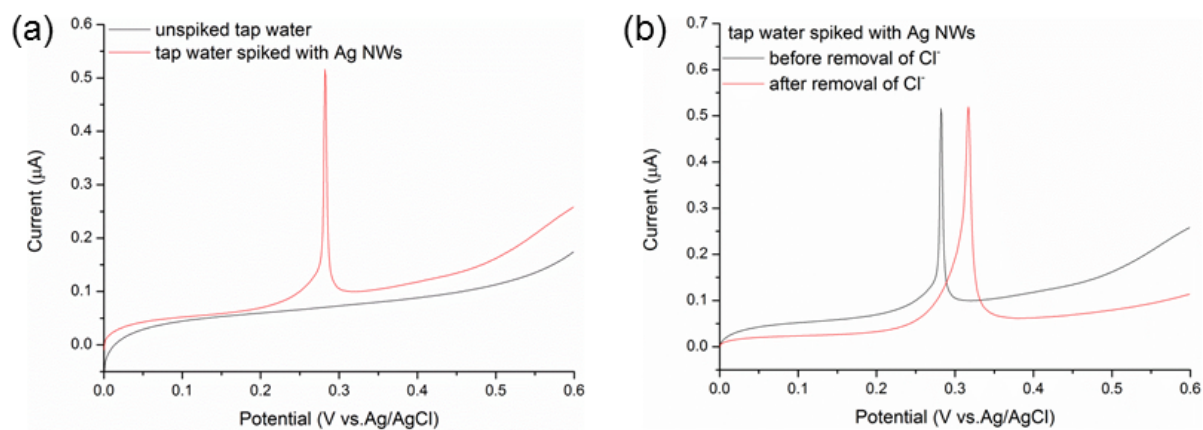 (a)
unspiked tap water
tap water spiked with Ag NWs
Current (μA)
0.6
0.5
0.4
0.3
0.2
0.1
0.0
0.0 0.1 0.2 0.3 0.4 0.5 0.6
Potential (V vs.Ag/AgCl)
(b)
tap water spiked with Ag NWs
before removal of Cl⁻
after removal of Cl⁻
Current (μA)
0.7
0.6
0.5
0.4
0.3
0.2
0.1
0.0
0.0 0.1 0.2 0.3 0.4 0.5 0.6
Potential (V vs.Ag/AgCl)